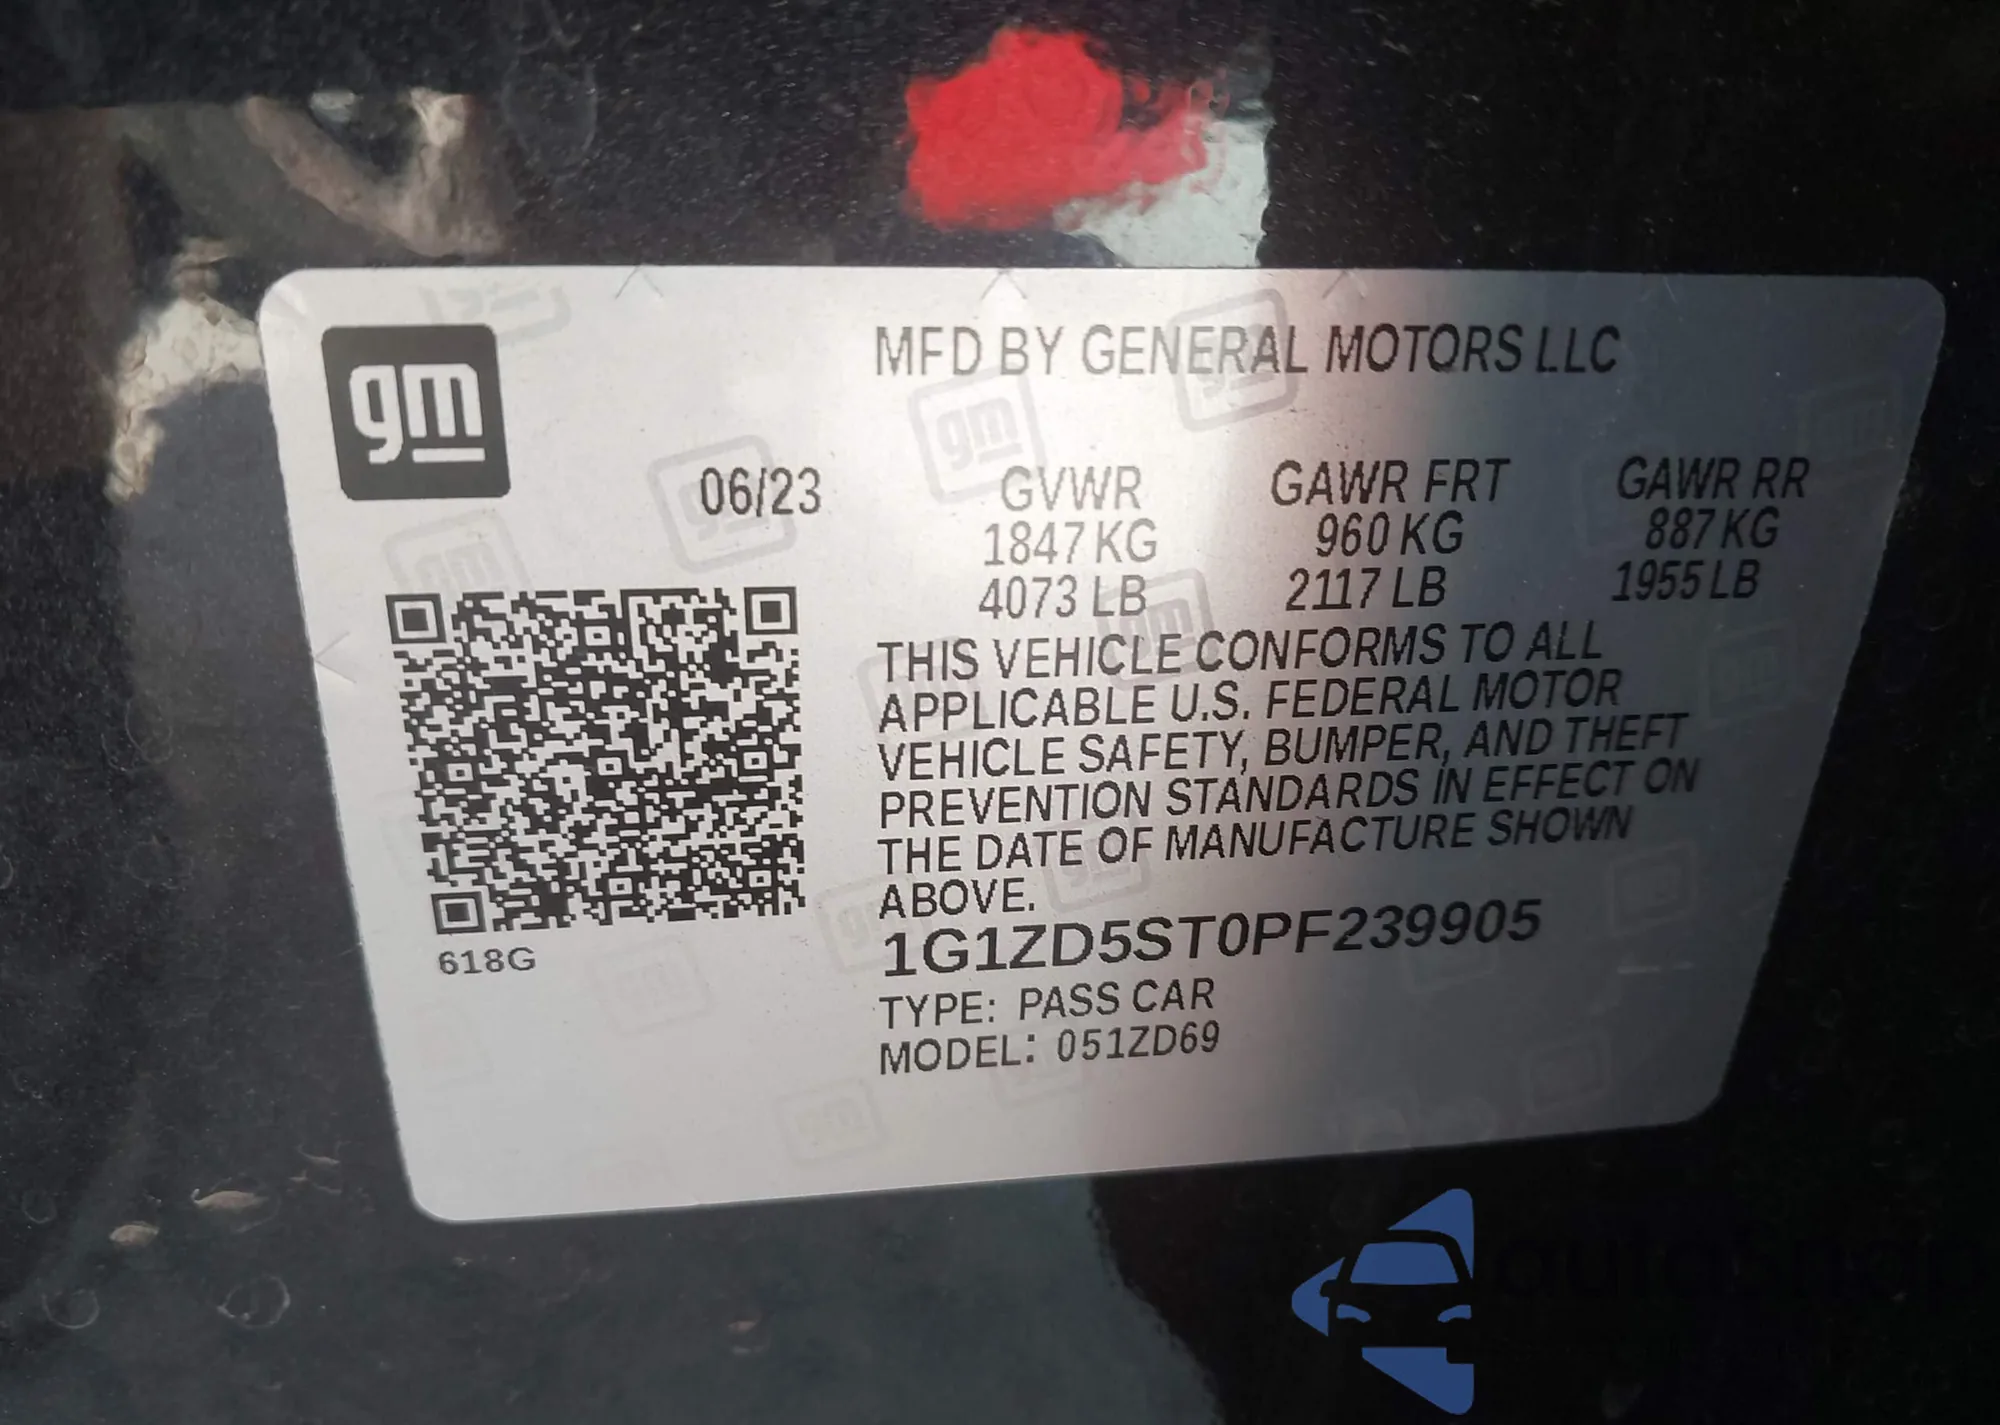 gm
MFD BY GENERAL MOTORS LLC
06/23
GVWR GAWR FRT GAWR RR
1847 KG 960 KG 887 KG
4073 LB 2117 LB 1955 LB
THIS VEHICLE CONFORMS TO ALL
APPLICABLE U.S. FEDERAL MOTOR
VEHICLE SAFETY, BUMPER, AND THEFT
PREVENTION STANDARDS IN EFFECT ON
THE DATE OF MANUFACTURE SHOWN
ABOVE.
1G1ZD5ST0PF239905
618G
TYPE: PASS CAR
MODEL: 051ZD69